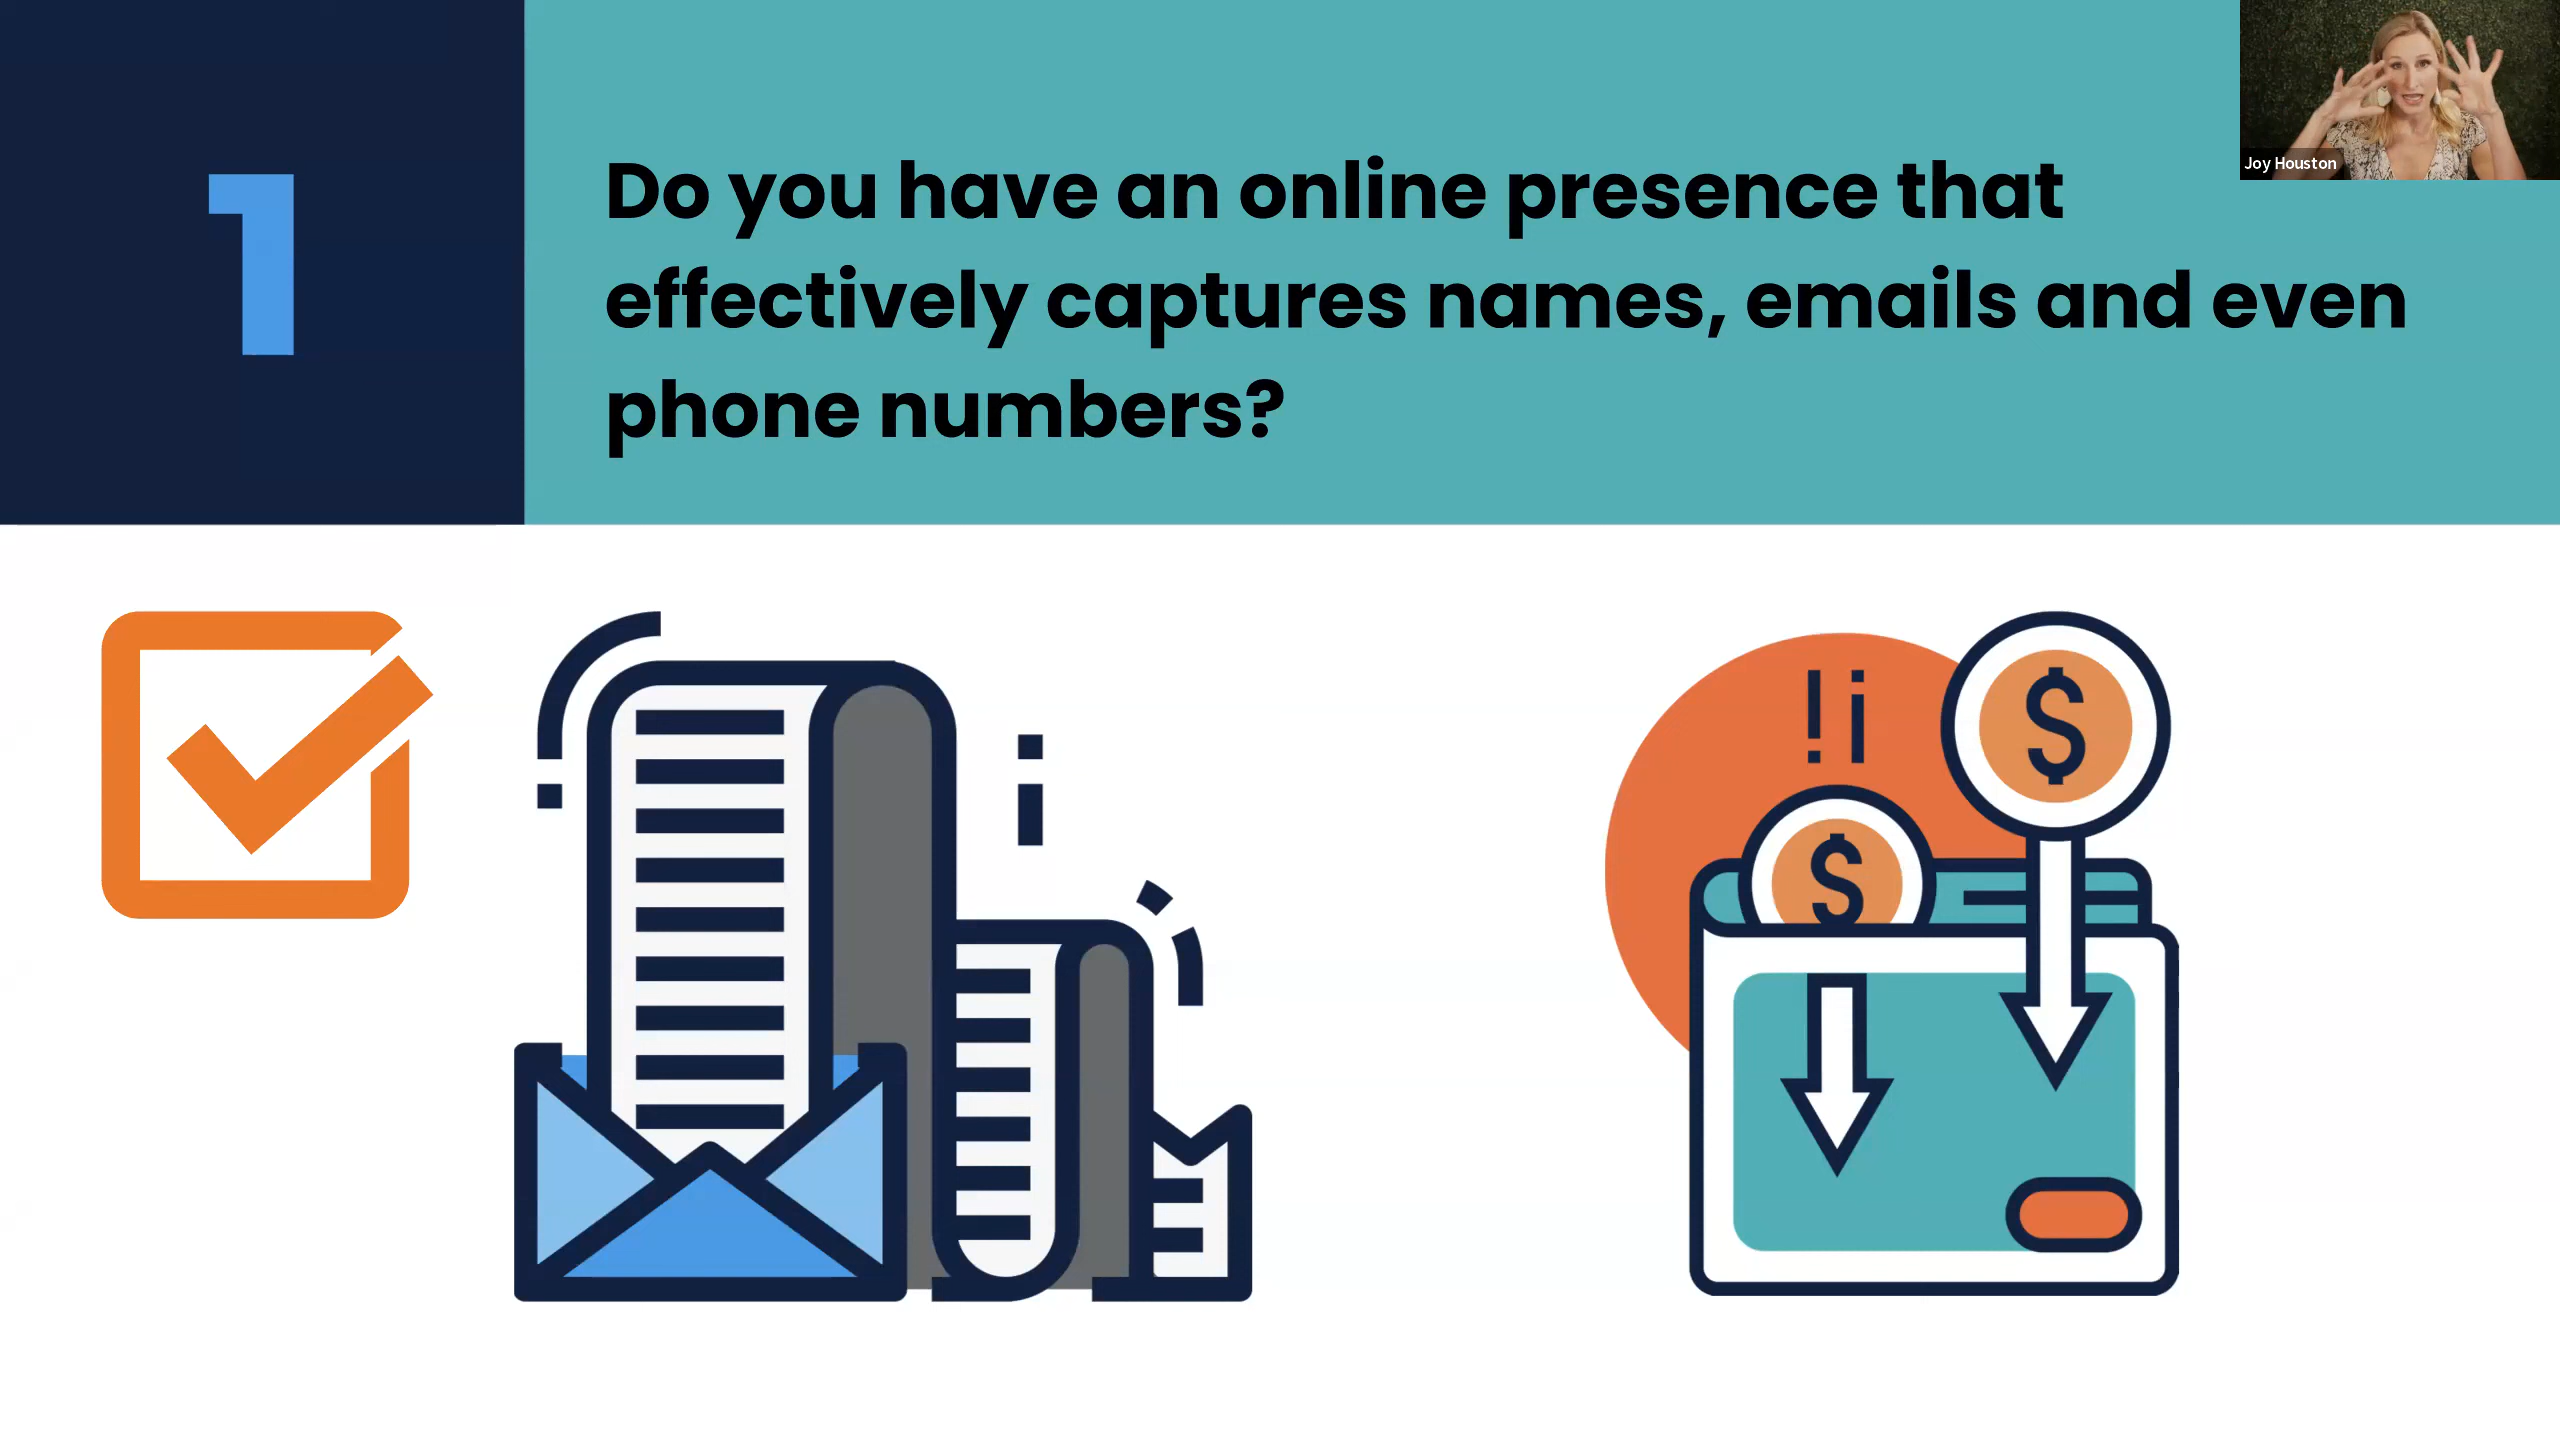 1
Do you have an online presence that
effectively captures names, emails and even
phone numbers?
Joy Houston
$
$